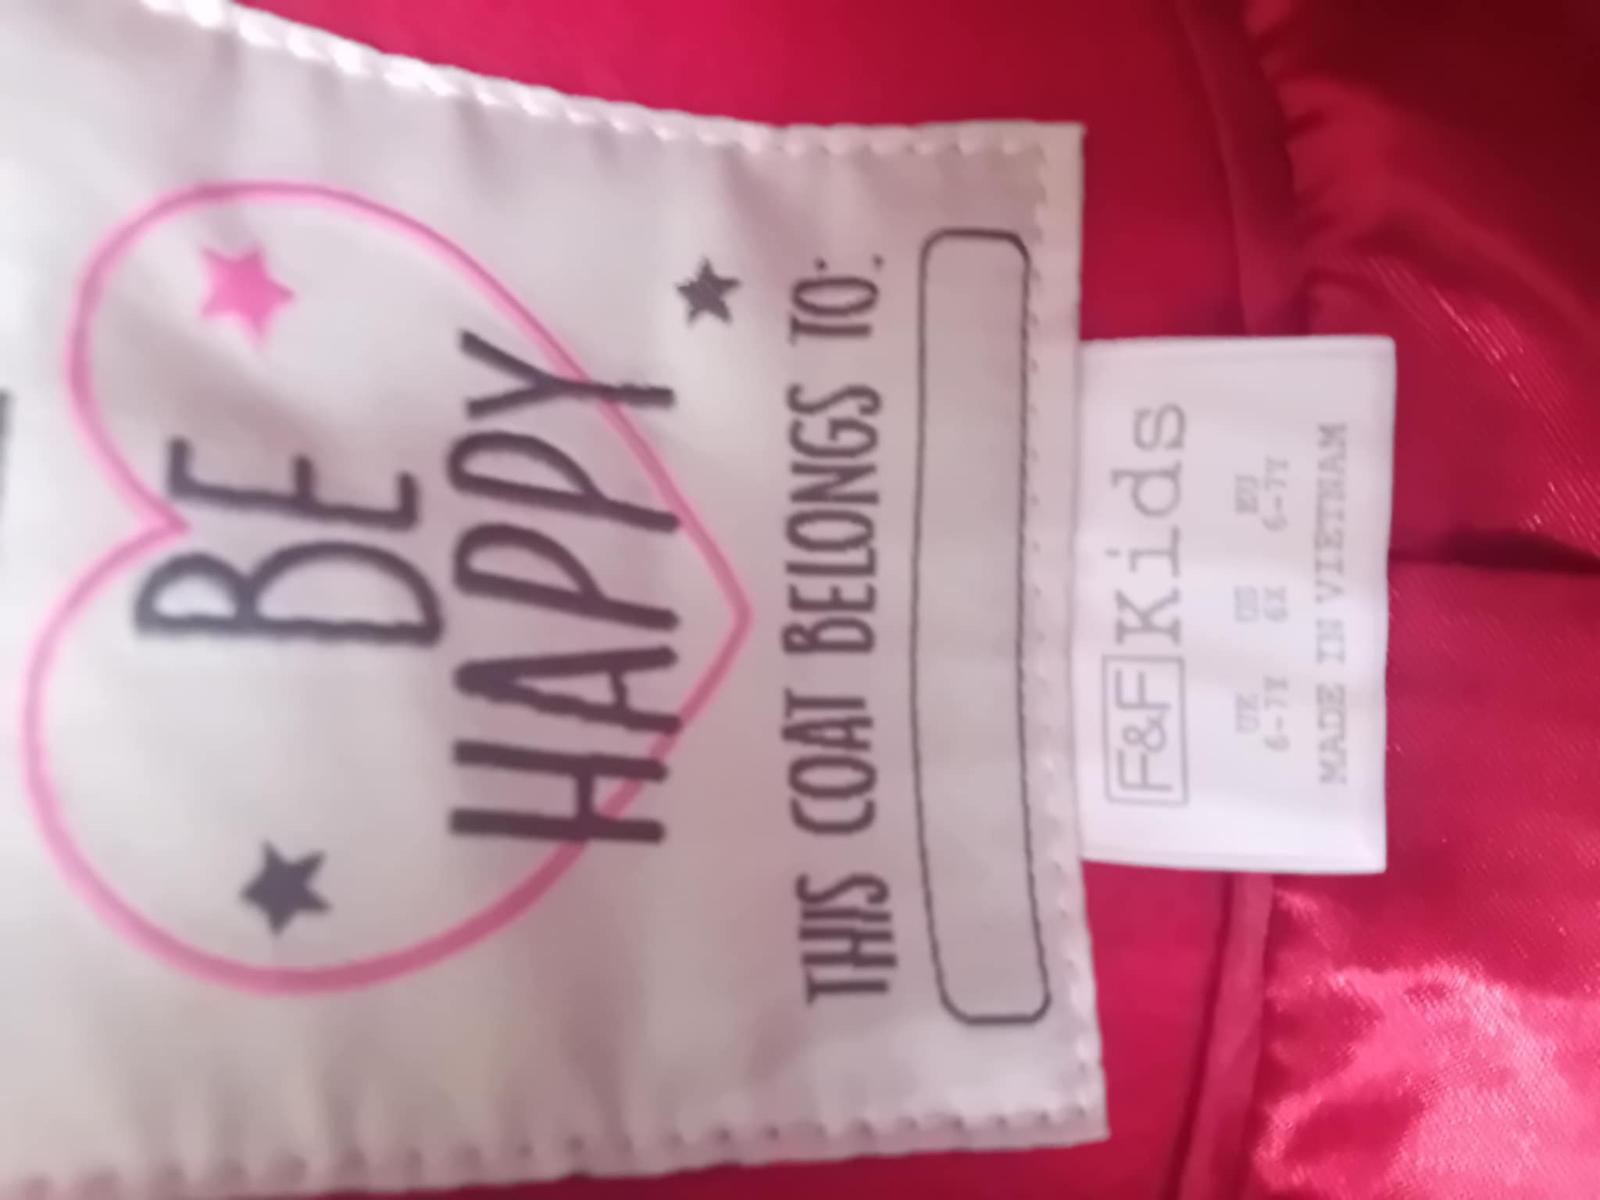 BE
HAPPY
THIS COAT BELONGS TO:
F&F Kids
UK US EU
6-7Y 6X 6-7Y
MADE IN VIETNAM